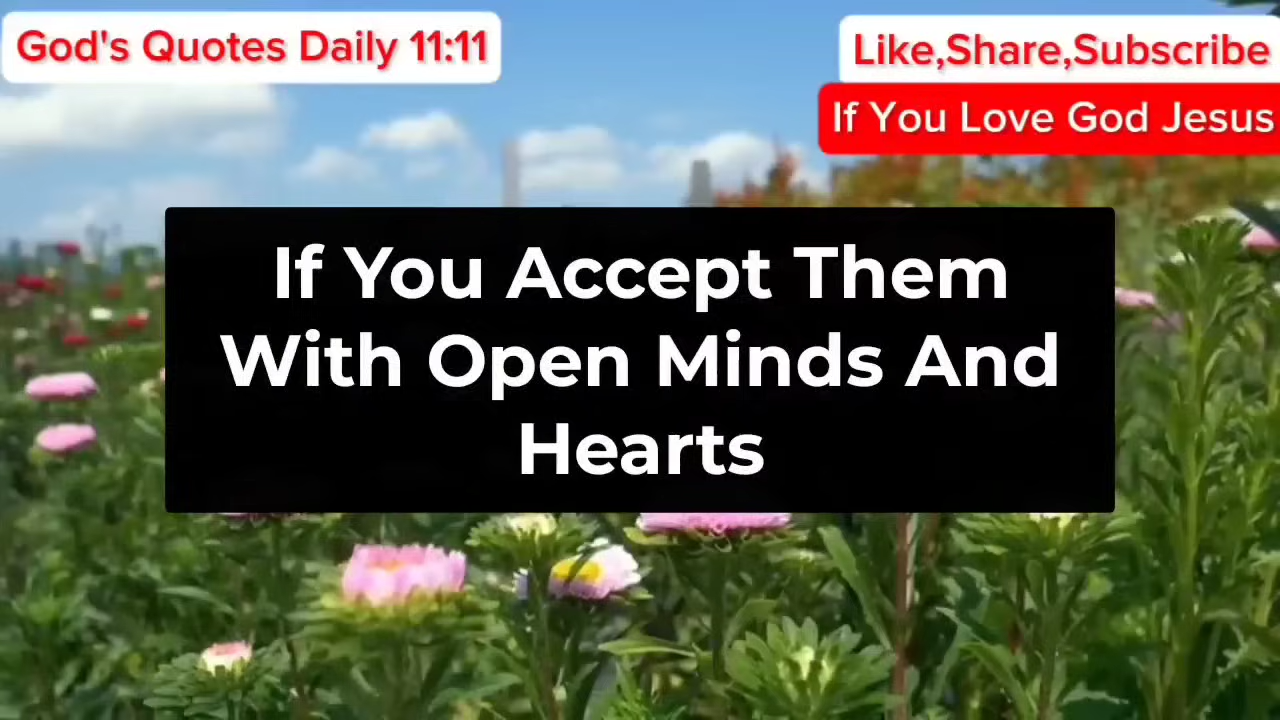 God's Quotes Daily 11:11
Like,Share,Subscribe
If You Love God Jesus
If You Accept Them
With Open Minds And
Hearts